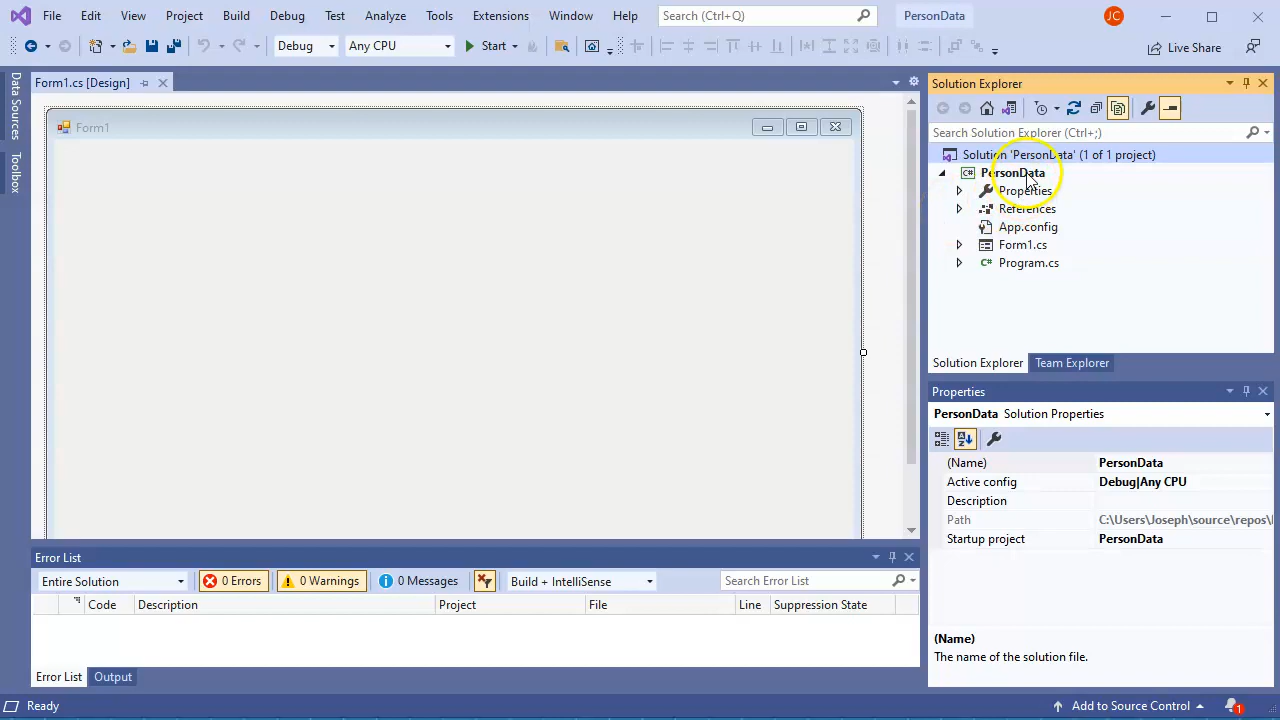 File Edit View Project Build Debug Test Analyze Tools Extensions Window Help Search (Ctrl+Q) PersonData JC
Debug Any CPU Start Live Share
Data Sources
Toolbox
Form1.cs [Design]
Form1
Solution Explorer
Search Solution Explorer (Ctrl+;)
Solution 'PersonData' (1 of 1 project)
C# PersonData
Properties
References
App.config
Form1.cs
C# Program.cs
Solution Explorer Team Explorer
Properties
PersonData Solution Properties
(Name) PersonData
Active config Debug|Any CPU
Description
Path C:\Users\Joseph\source\repos\
Startup project PersonData
(Name)
The name of the solution file.
Error List
Entire Solution 0 Errors 0 Warnings 0 Messages Build + IntelliSense Search Error List
Code Description Project File Line Suppression State
Error List Output
Ready Add to Source Control 1